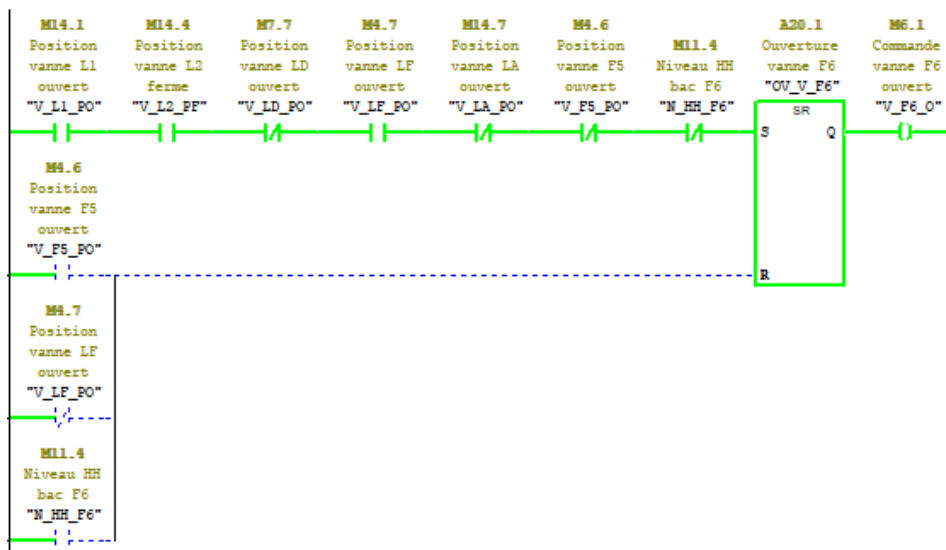 M14.1
Position
vanne L1
ouvert
"V_L1_PO"
M14.4
Position
vanne L2
ferme
"V_L2_PF"
M7.7
Position
vanne LD
ouvert
"V_LD_PO"
M4.7
Position
vanne LF
ouvert
"V_LF_PO"
M14.7
Position
vanne LA
ouvert
"V_LA_PO"
M4.6
Position
vanne F5
ouvert
"V_F5_PO"
M11.4
Niveau HH
bac F6
"N_HH_F6"
A20.1
Ouverture
vanne F6
"OV_V_F6"
SR
S
Q
R
M6.1
Commande
vanne F6
ouvert
"V_F6_O"
M4.6
Position
vanne F5
ouvert
"V_F5_PO"
M4.7
Position
vanne LF
ouvert
"V_LF_PO"
M11.4
Niveau HH
bac F6
"N_HH_F6"